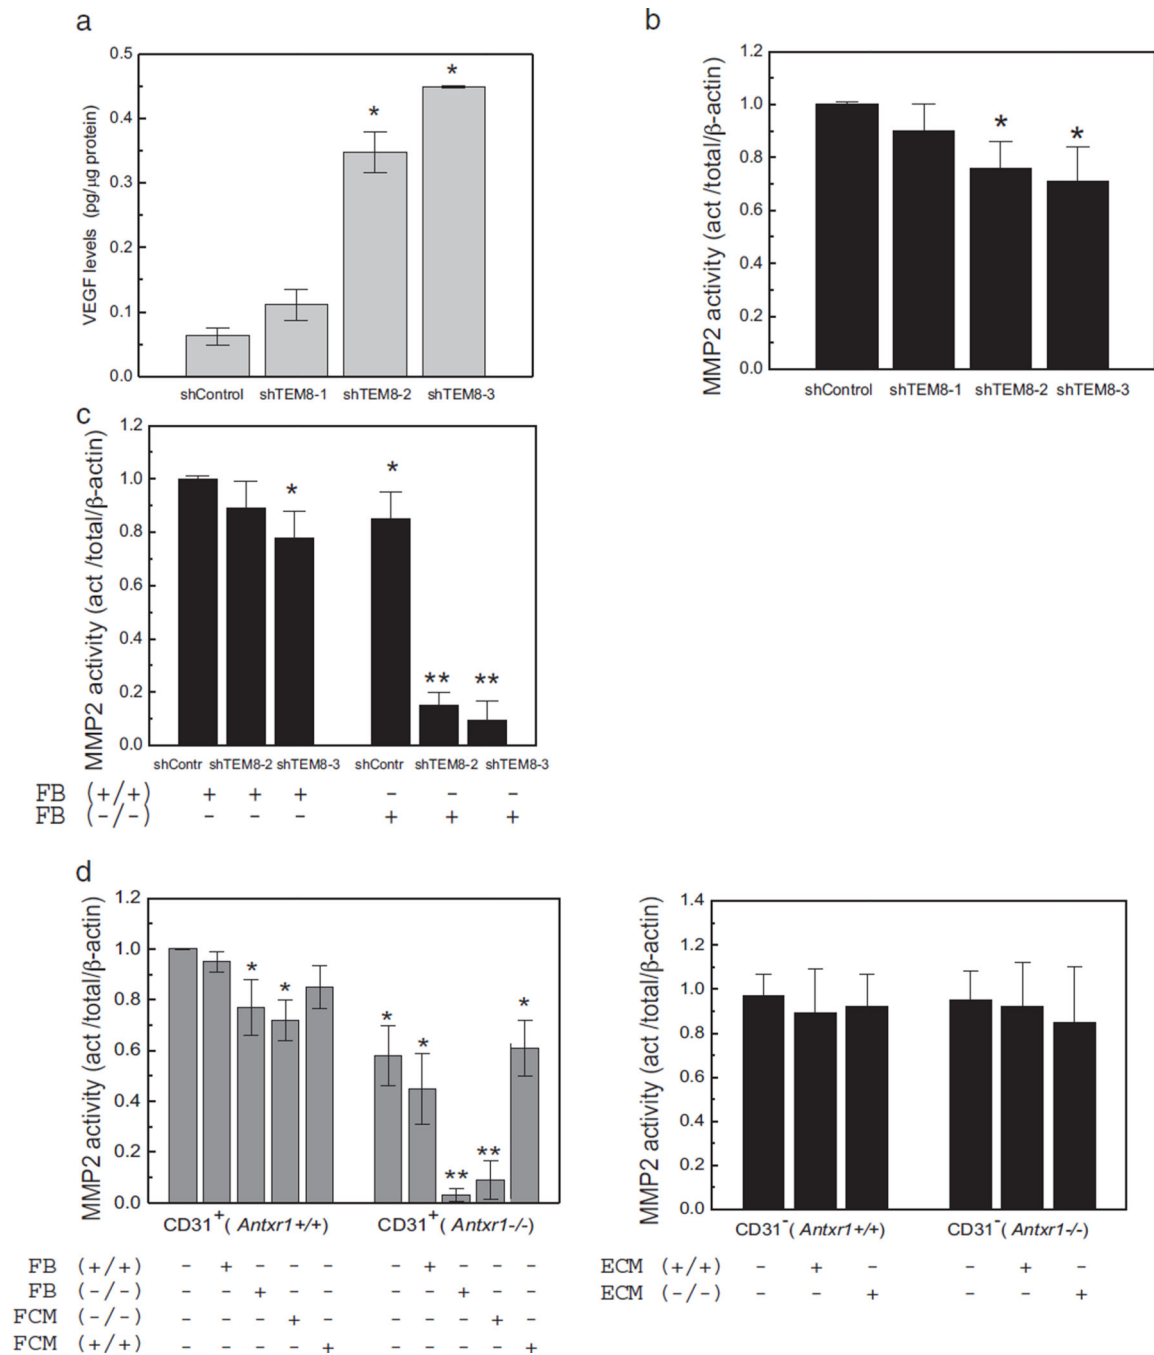 a
VEGF levels (pg/μg protein)
0.5
0.4
0.3
0.2
0.1
0.0
*
*
shControl shTEM8-1 shTEM8-2 shTEM8-3
b
MMP2 activity (act /total/β-actin)
1.0
0.8
0.6
0.4
0.2
0.0
*
*
shControl shTEM8-1 shTEM8-2 shTEM8-3
c
MMP2 activity (act /total/β-actin)
1.2
1.0
0.8
0.6
0.4
0.2
0.0
*
*
**
**
shContr shTEM8-2 shTEM8-3 shContr shTEM8-2 shTEM8-3
FB (+/+) + + + - - -
FB (-/-) - - - + + +
d
MMP2 activity (act /total/β-actin)
1.2
1.0
0.8
0.6
0.4
0.2
0.0
*
*
*
*
**
**
*
CD31+ (Antxr1+/+) CD31+ (Antxr1-/-)
FB (+/+) - + - - - - + - - -
FB (-/-) - - + - - - - + - -
FCM (-/-) - - - + - - - - + -
FCM (+/+) - - - - + - - - - +
MMP2 activity (act /total/β-actin)
1.4
1.2
1.0
0.8
0.6
0.4
0.2
0.0
CD31- (Antxr1+/+) CD31- (Antxr1-/-)
ECM (+/+) - + - - + -
ECM (-/-) - - + - - +